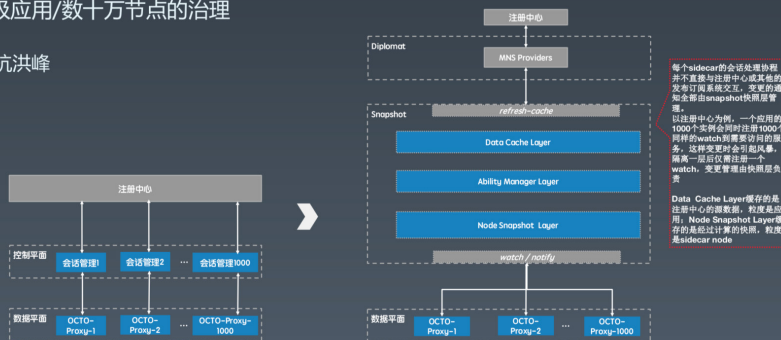 级应用/数十万节点的治理
亢洪峰
注册中心
控制平面
会话管理1
会话管理2
...
会话管理1000
数据平面
OCTO-
Proxy-1
OCTO-
Proxy-2
...
OCTO-Proxy-
1000
注册中心
Diplomat
MNS Providers
Snapshot
refresh-cache
Data Cache Layer
Ability Manager Layer
Node Snapshot Layer
watch / notify
数据平面
OCTO-
Proxy-1
OCTO-
Proxy-2
...
OCTO-
Proxy-1000
每个sidecar的会话处理协程
并不直接与注册中心或其他的
发布订阅系统交互，变更的通
知全部由snapshot快照层管
理。
以注册中心为例，一个应用的
1000个实例会同时注册1000个
同样的watch到需要访问的服
务，这样变更时会引起风暴，
隔离一层后仅需注册一个
watch，变更管理由快照层负
责
Data Cache Layer缓存的是
注册中心的源数据，粒度是应
用；Node Snapshot Layer缓
存的是经过计算的快照，粒度
是sidecar node